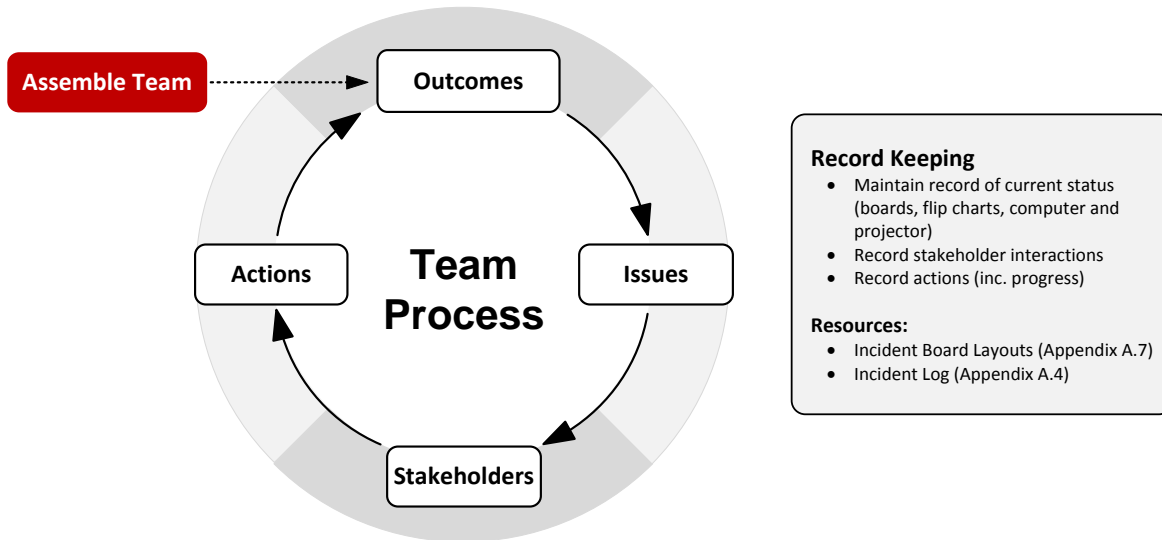 Assemble Team
Outcomes
Actions
Team
Process
Issues
Stakeholders
Record Keeping
• Maintain record of current status
(boards, flip charts, computer and
projector)
• Record stakeholder interactions
• Record actions (inc. progress)
Resources:
• Incident Board Layouts (Appendix A.7)
• Incident Log (Appendix A.4)